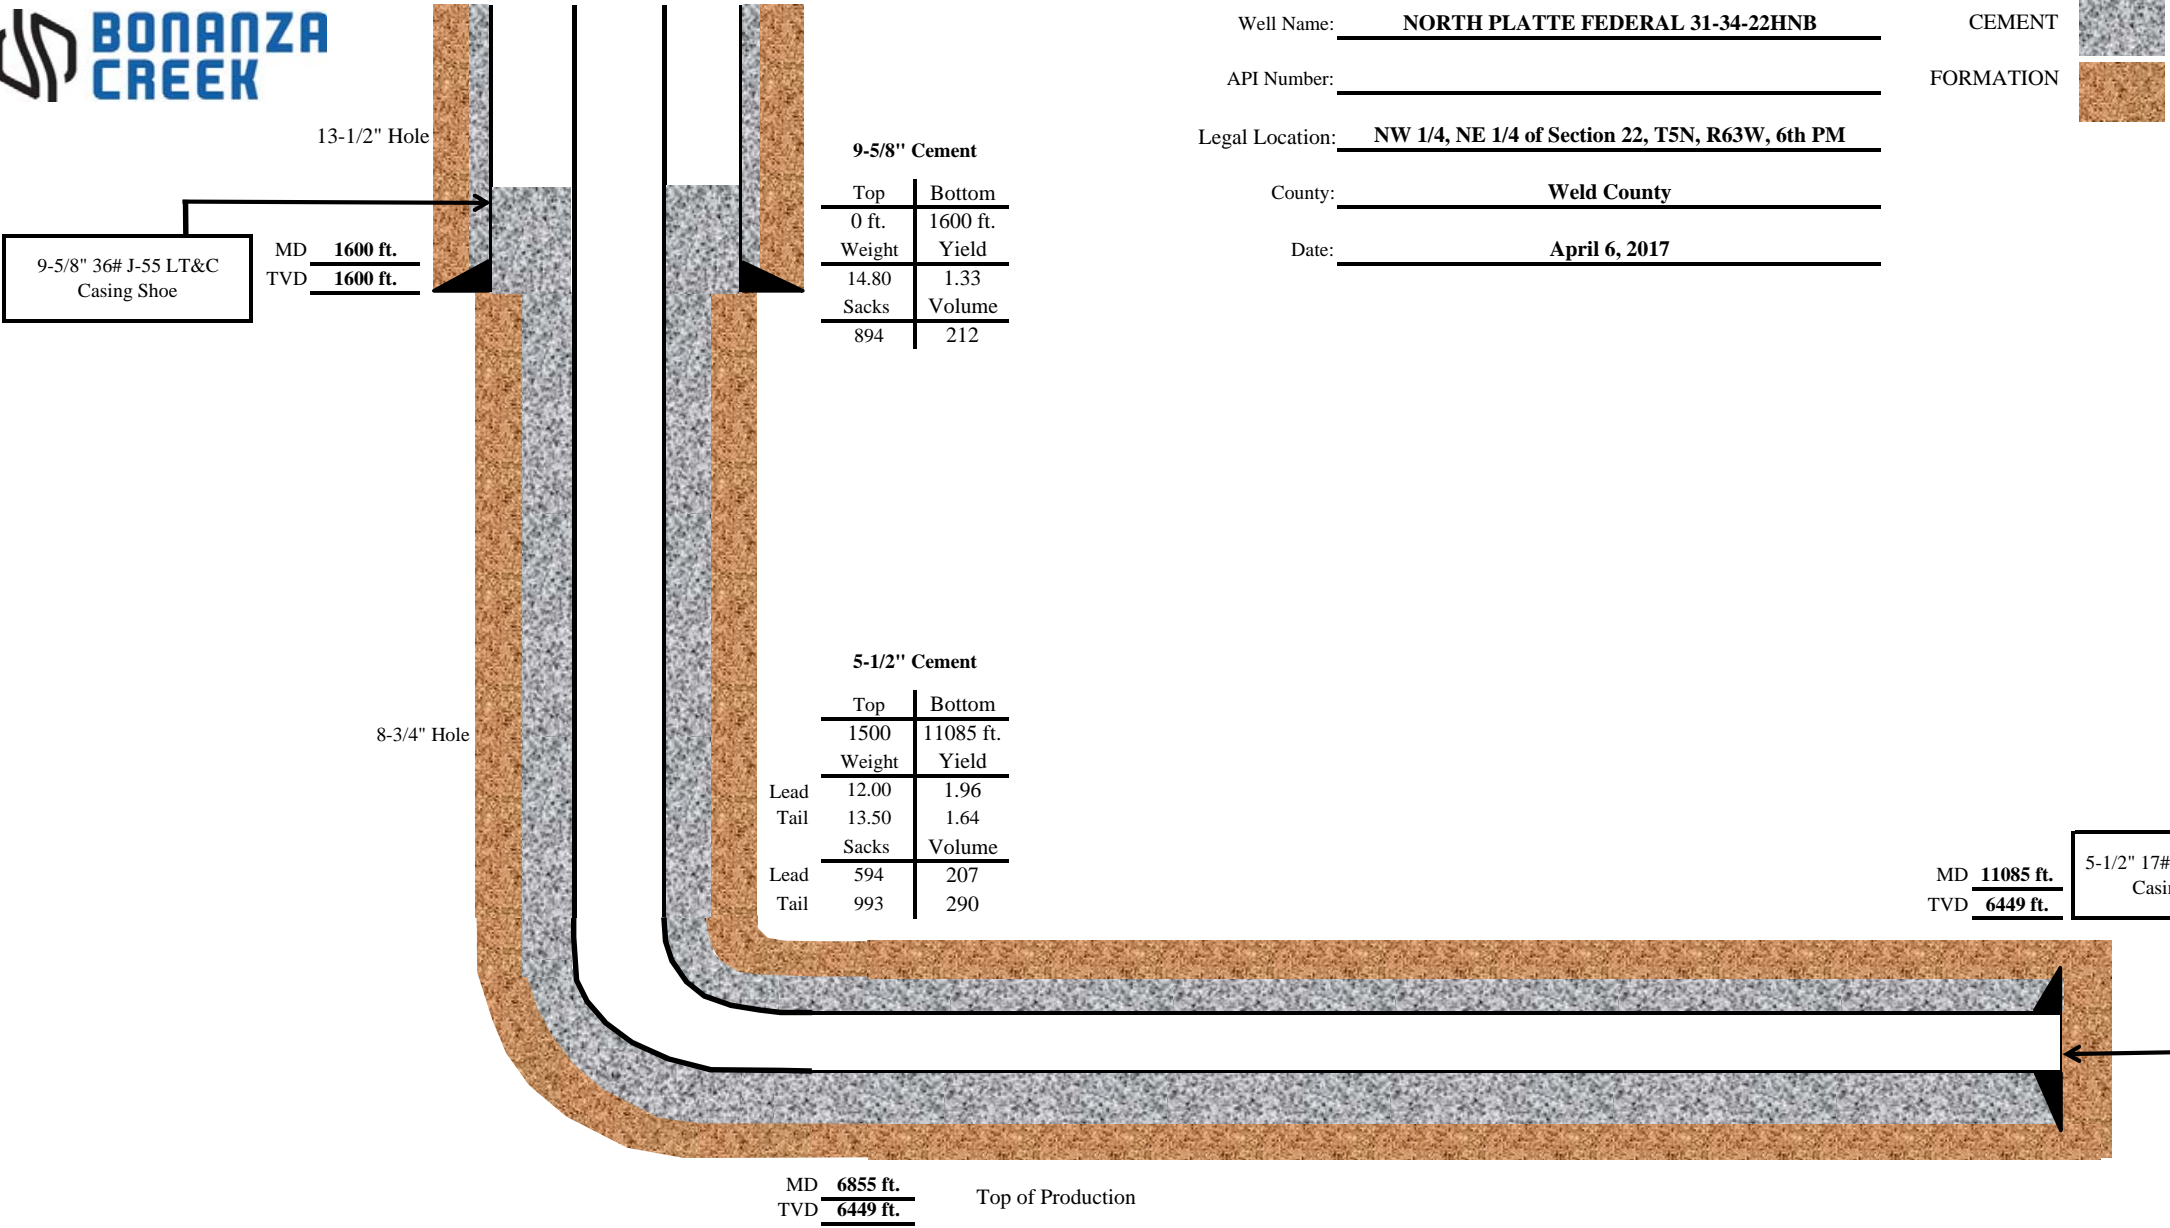 BONANZA
CREEK
Well Name: NORTH PLATTE FEDERAL 31-34-22HNB
API Number:
Legal Location: NW 1/4, NE 1/4 of Section 22, T5N, R63W, 6th PM
County: Weld County
Date: April 6, 2017
CEMENT
FORMATION
13-1/2" Hole
9-5/8" 36# J-55 LT&C
Casing Shoe
MD 1600 ft.
TVD 1600 ft.
9-5/8" Cement
Top Bottom
0 ft. 1600 ft.
Weight Yield
14.80 1.33
Sacks Volume
894 212
8-3/4" Hole
5-1/2" Cement
Top Bottom
1500 11085 ft.
Weight Yield
Lead 12.00 1.96
Tail 13.50 1.64
Sacks Volume
Lead 594 207
Tail 993 290
MD 11085 ft.
TVD 6449 ft.
5-1/2" 17#
MD 6855 ft.
TVD 6449 ft.
Top of Production